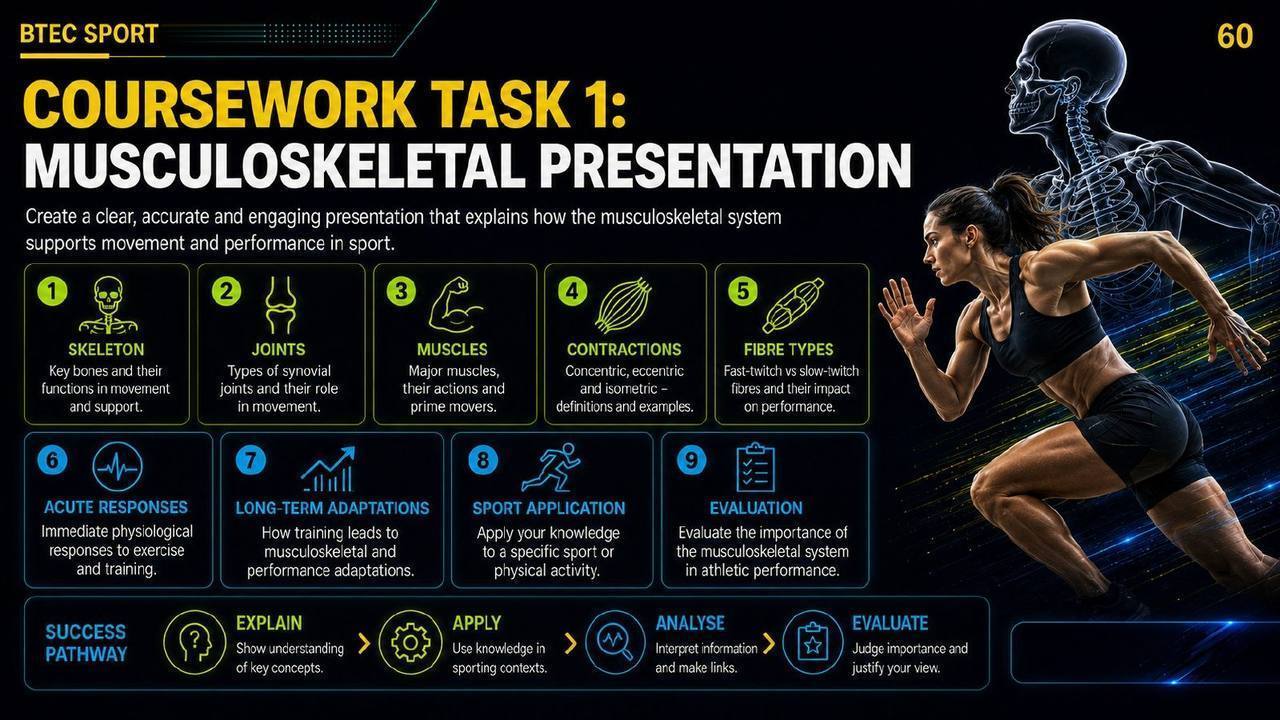 BTEC SPORT
60
COURSEWORK TASK 1:
MUSCULOSKELETAL PRESENTATION
Create a clear, accurate and engaging presentation that explains how the musculoskeletal system
supports movement and performance in sport.
1
SKELETON
Key bones and their
functions in movement
and support.
2
JOINTS
Types of synovial
joints and their role
in movement.
3
MUSCLES
Major muscles,
their actions and
prime movers.
4
CONTRACTIONS
Concentric, eccentric
and isometric –
definitions and examples.
5
FIBRE TYPES
Fast-twitch vs slow-twitch
fibres and their impact
on performance.
6
ACUTE RESPONSES
Immediate physiological
responses to exercise
and training.
7
LONG-TERM ADAPTATIONS
How training leads to
musculoskeletal and
performance adaptations.
8
SPORT APPLICATION
Apply your knowledge
to a specific sport or
physical activity.
9
EVALUATION
Evaluate the importance of
the musculoskeletal system
in athletic performance.
SUCCESS
PATHWAY
?
EXPLAIN
Show understanding
of key concepts.
APPLY
Use knowledge in
sporting contexts.
ANALYSE
Interpret information
and make links.
EVALUATE
Judge importance and
justify your view.